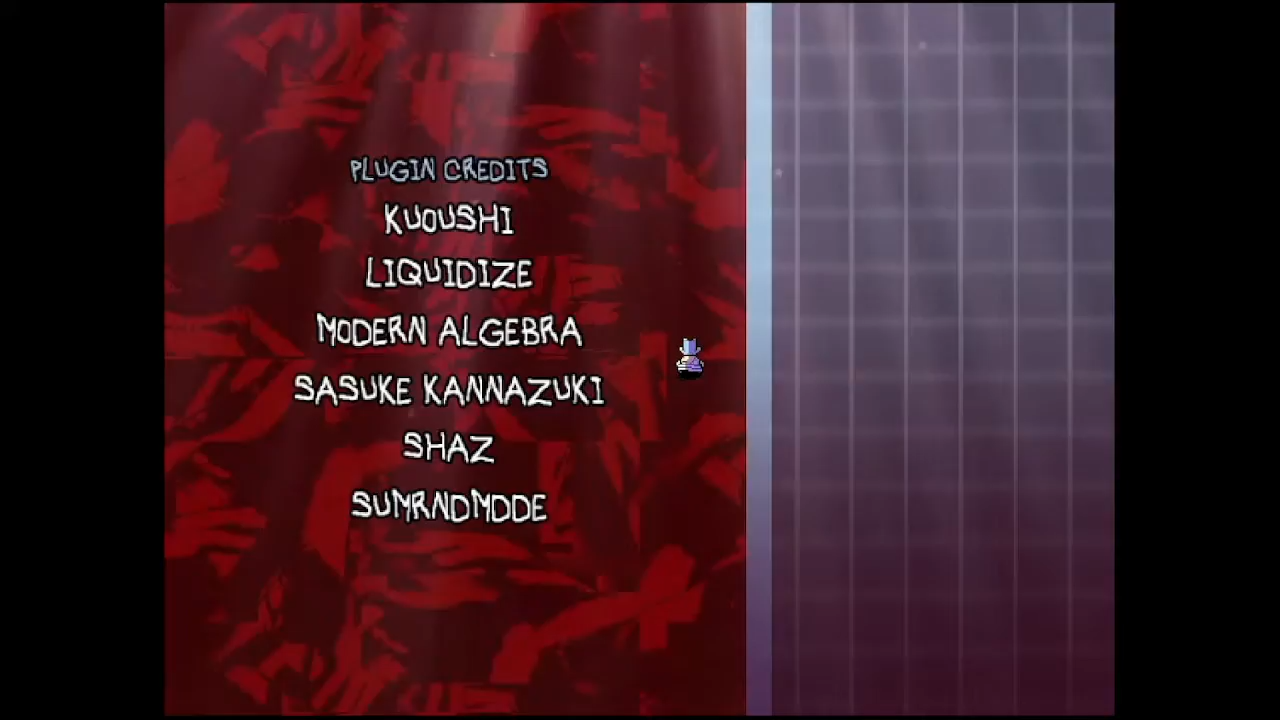 PLUGIN CREDITS
KUOUSHI
LIQUIDIZE
MODERN ALGEBRA
SASUKE KANNAZUKI
SHAZ
SUMRNDMDDE